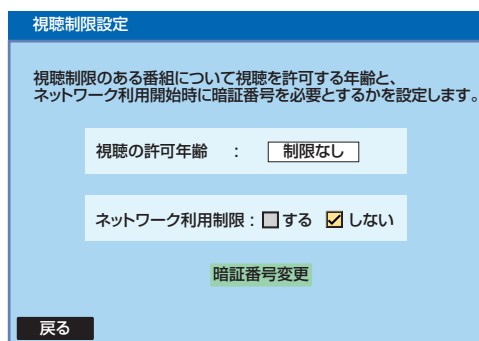 視聴制限設定
視聴制限のある番組について視聴を許可する年齢と、
ネットワーク利用開始時に暗証番号を必要とするかを設定します。
視聴の許可年齢 : 制限なし
ネットワーク利用制限 : する しない
暗証番号変更
戻る